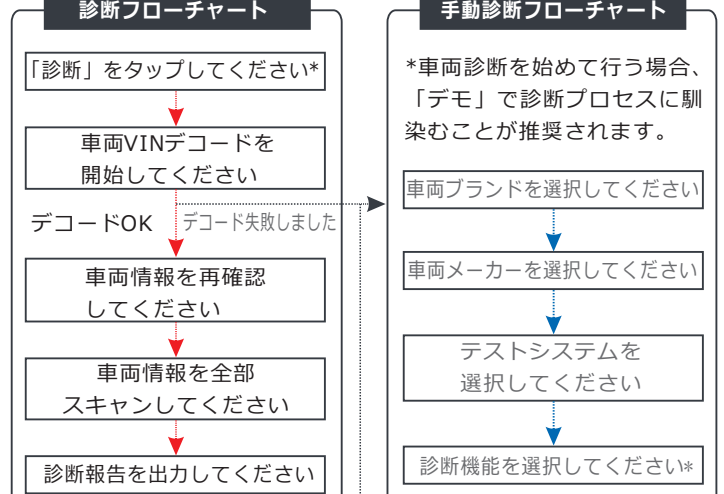 診断フローチャート
「診断」をタップしてください*
車両VINデコードを
開始してください
デコードOK
デコード失敗しました
車両情報を再確認
してください
車両情報を全部
スキャンしてください
診断報告を出力してください
手動診断フローチャート
*車両診断を始めて行う場合、
「デモ」で診断プロセスに馴
染むことが推奨されます。
車両ブランドを選択してください
車両メーカーを選択してください
テストシステムを
選択してください
診断機能を選択してください*